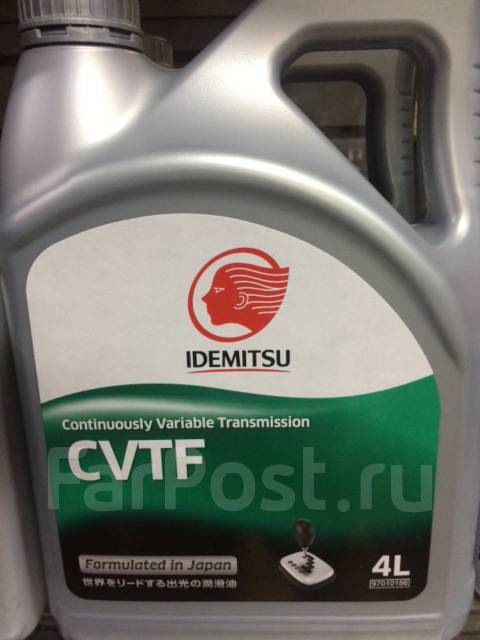 IDEMITSU
Continuously Variable Transmission
CVTF
FarPost.ru
Formulated in Japan
世界をリードする出光の潤滑油
4L
97010186